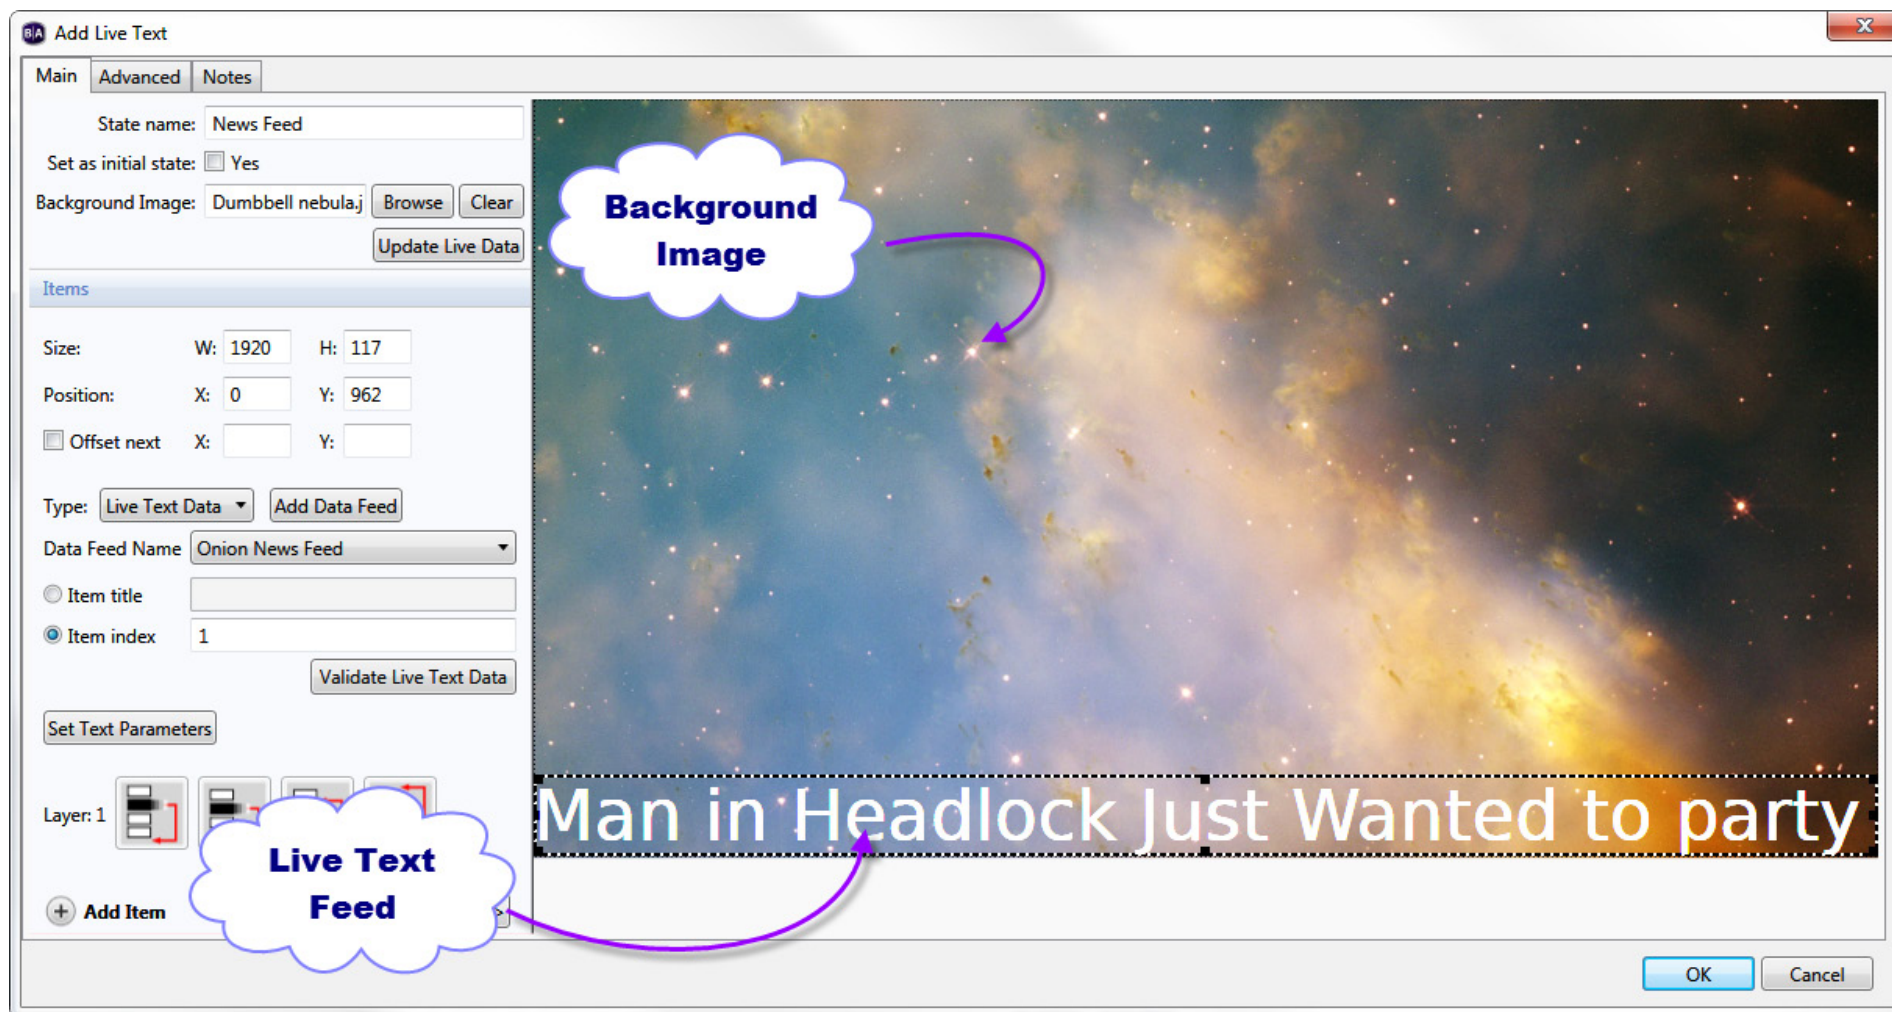 B|A Add Live Text
Main Advanced Notes
State name: News Feed
Set as initial state: Yes
Background Image: Dumbbell nebula.j Browse Clear
Update Live Data
Items
Size: W: 1920 H: 117
Position: X: 0 Y: 962
Offset next X: Y:
Type: Live Text Data Add Data Feed
Data Feed Name Onion News Feed
Item title
Item index 1
Validate Live Text Data
Set Text Parameters
Layer: 1
Add Item >
Background
Image
Man in Headlock Just Wanted to party
Live Text
Feed
OK Cancel